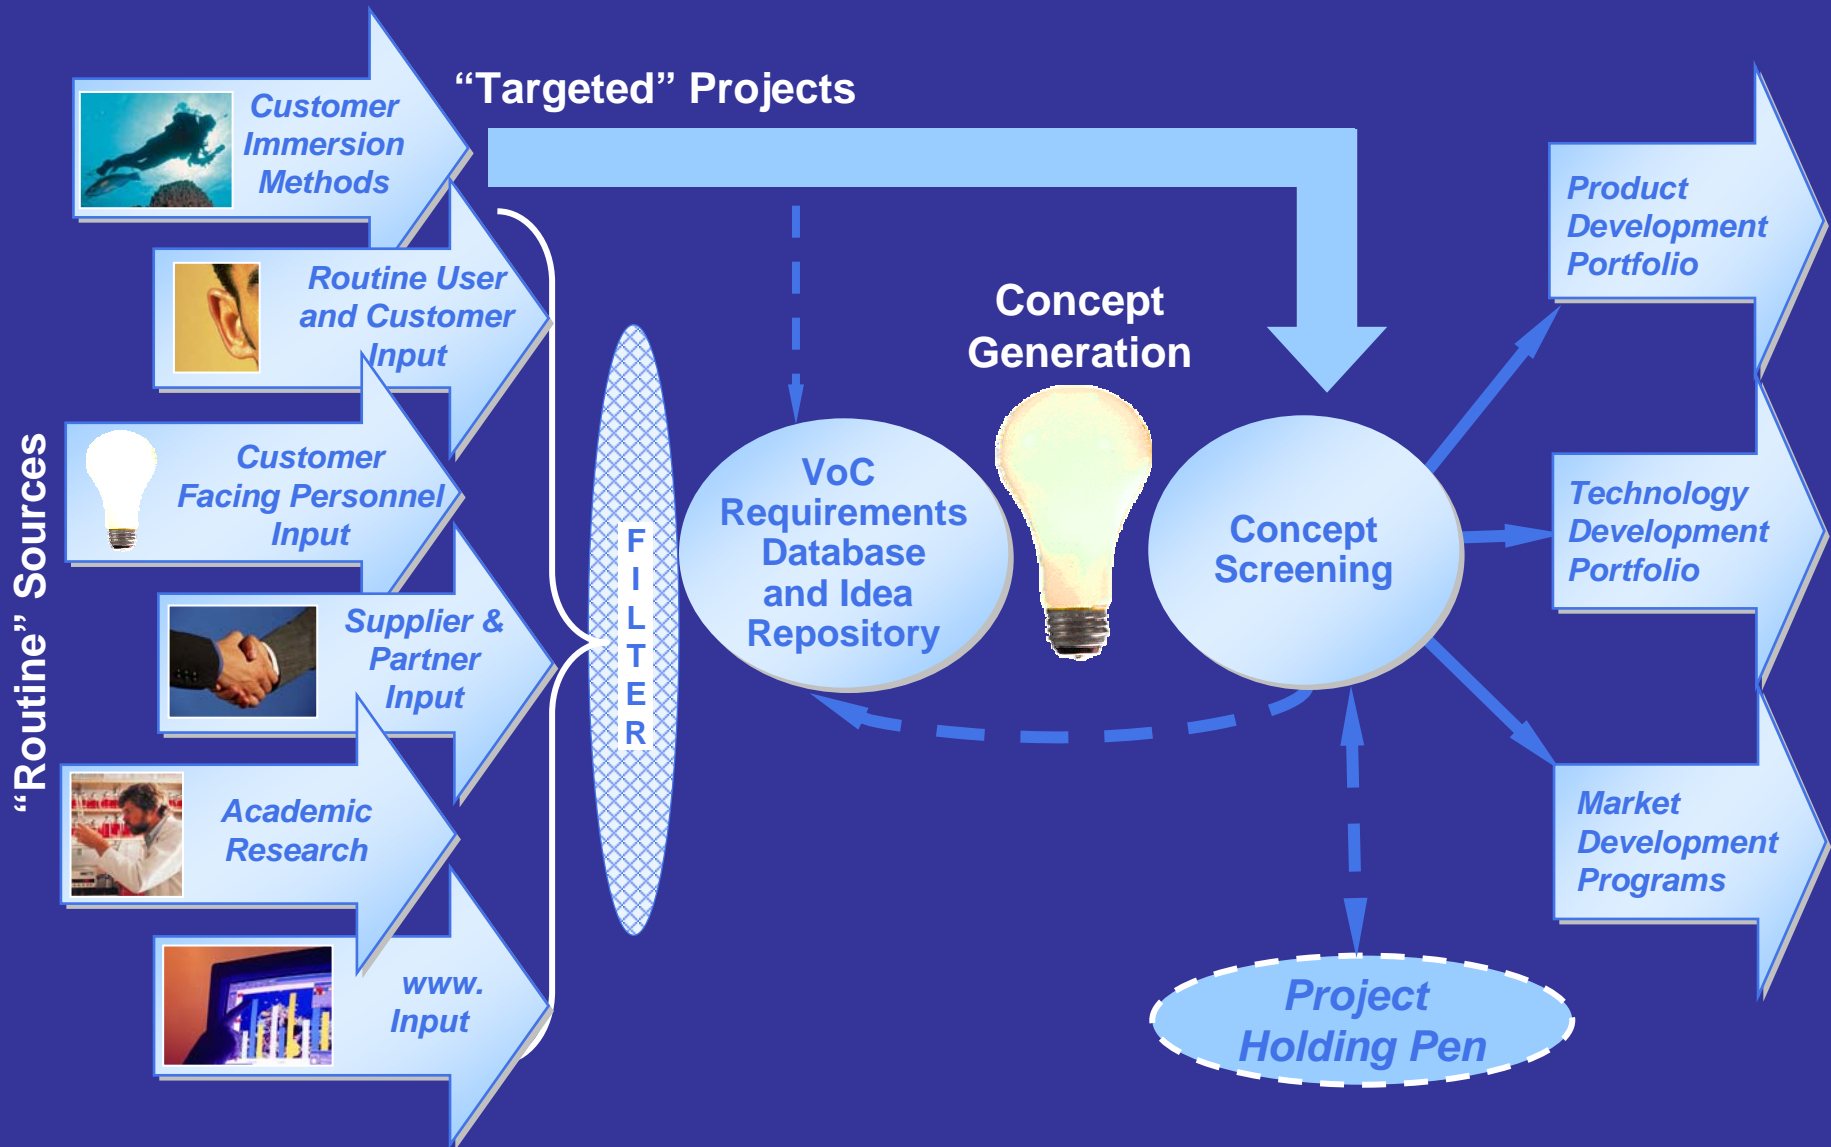 “Targeted” Projects
“Routine” Sources
Customer
Immersion
Methods
Routine User
and Customer
Input
Customer
Facing Personnel
Input
Supplier &
Partner
Input
Academic
Research
www.
Input
F
I
L
T
E
R
VoC
Requirements
Database
and Idea
Repository
Concept
Generation
Concept
Screening
Project
Holding Pen
Product
Development
Portfolio
Technology
Development
Portfolio
Market
Development
Programs